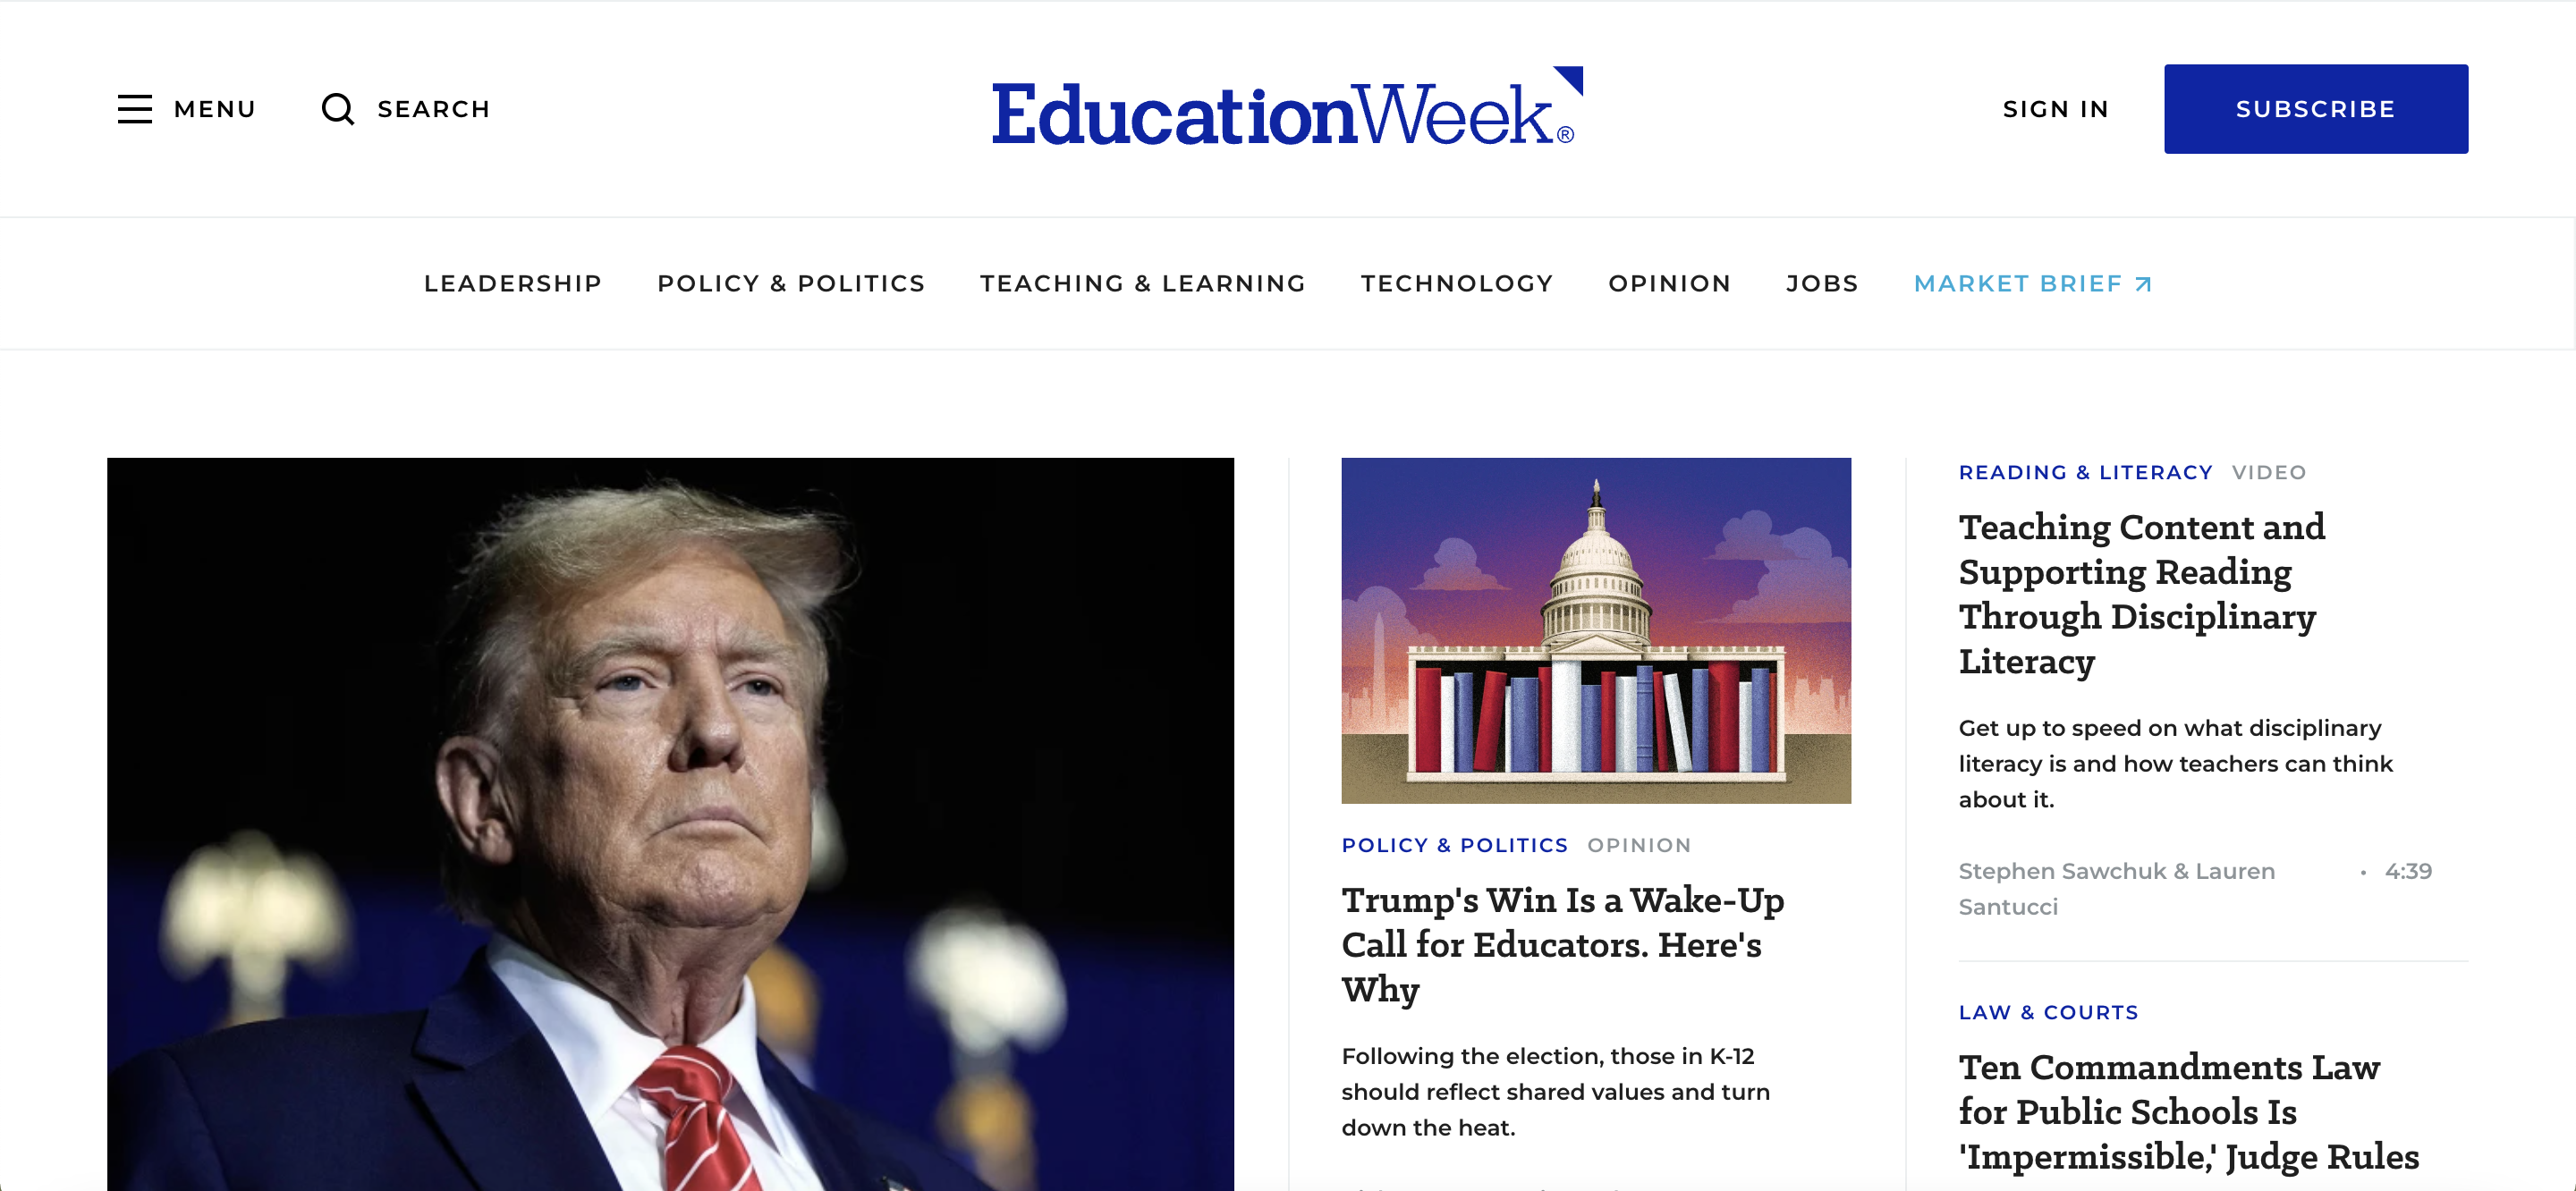 MENU
SEARCH
EducationWeek®
SIGN IN
SUBSCRIBE
LEADERSHIP
POLICY & POLITICS
TEACHING & LEARNING
TECHNOLOGY
OPINION
JOBS
MARKET BRIEF
POLICY & POLITICS OPINION
Trump's Win Is a Wake-Up
Call for Educators. Here's
Why
Following the election, those in K-12
should reflect shared values and turn
down the heat.
READING & LITERACY VIDEO
Teaching Content and
Supporting Reading
Through Disciplinary
Literacy
Get up to speed on what disciplinary
literacy is and how teachers can think
about it.
Stephen Sawchuk & Lauren
Santucci
• 4:39
LAW & COURTS
Ten Commandments Law
for Public Schools Is
'Impermissible,' Judge Rules